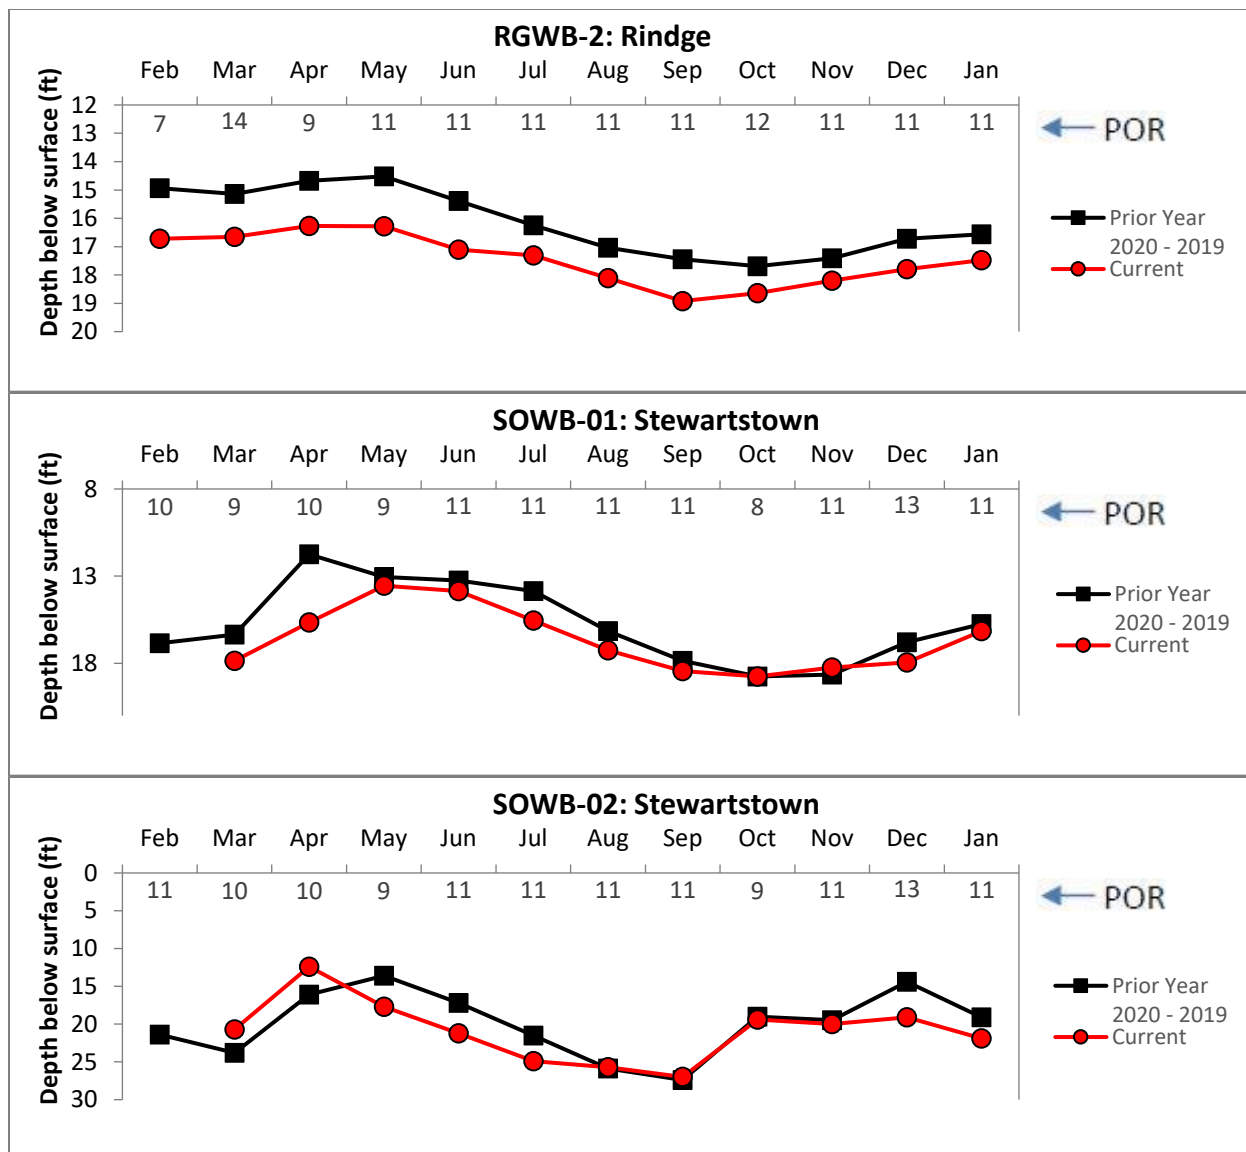 RGWB-2: Rindge
Feb Mar Apr May Jun Jul Aug Sep Oct Nov Dec Jan
Depth below surface (ft)
12
13
14
15
16
17
18
19
20
7 14 9 11 11 11 11 11 12 11 11 11
POR
Prior Year
2020 - 2019
Current
SOWB-01: Stewartstown
Feb Mar Apr May Jun Jul Aug Sep Oct Nov Dec Jan
Depth below surface (ft)
8
13
18
10 9 10 9 11 11 11 11 8 11 13 11
POR
Prior Year
2020 - 2019
Current
SOWB-02: Stewartstown
Feb Mar Apr May Jun Jul Aug Sep Oct Nov Dec Jan
Depth below surface (ft)
0
5
10
15
20
25
30
11 10 10 9 11 11 11 11 9 11 13 11
POR
Prior Year
2020 - 2019
Current